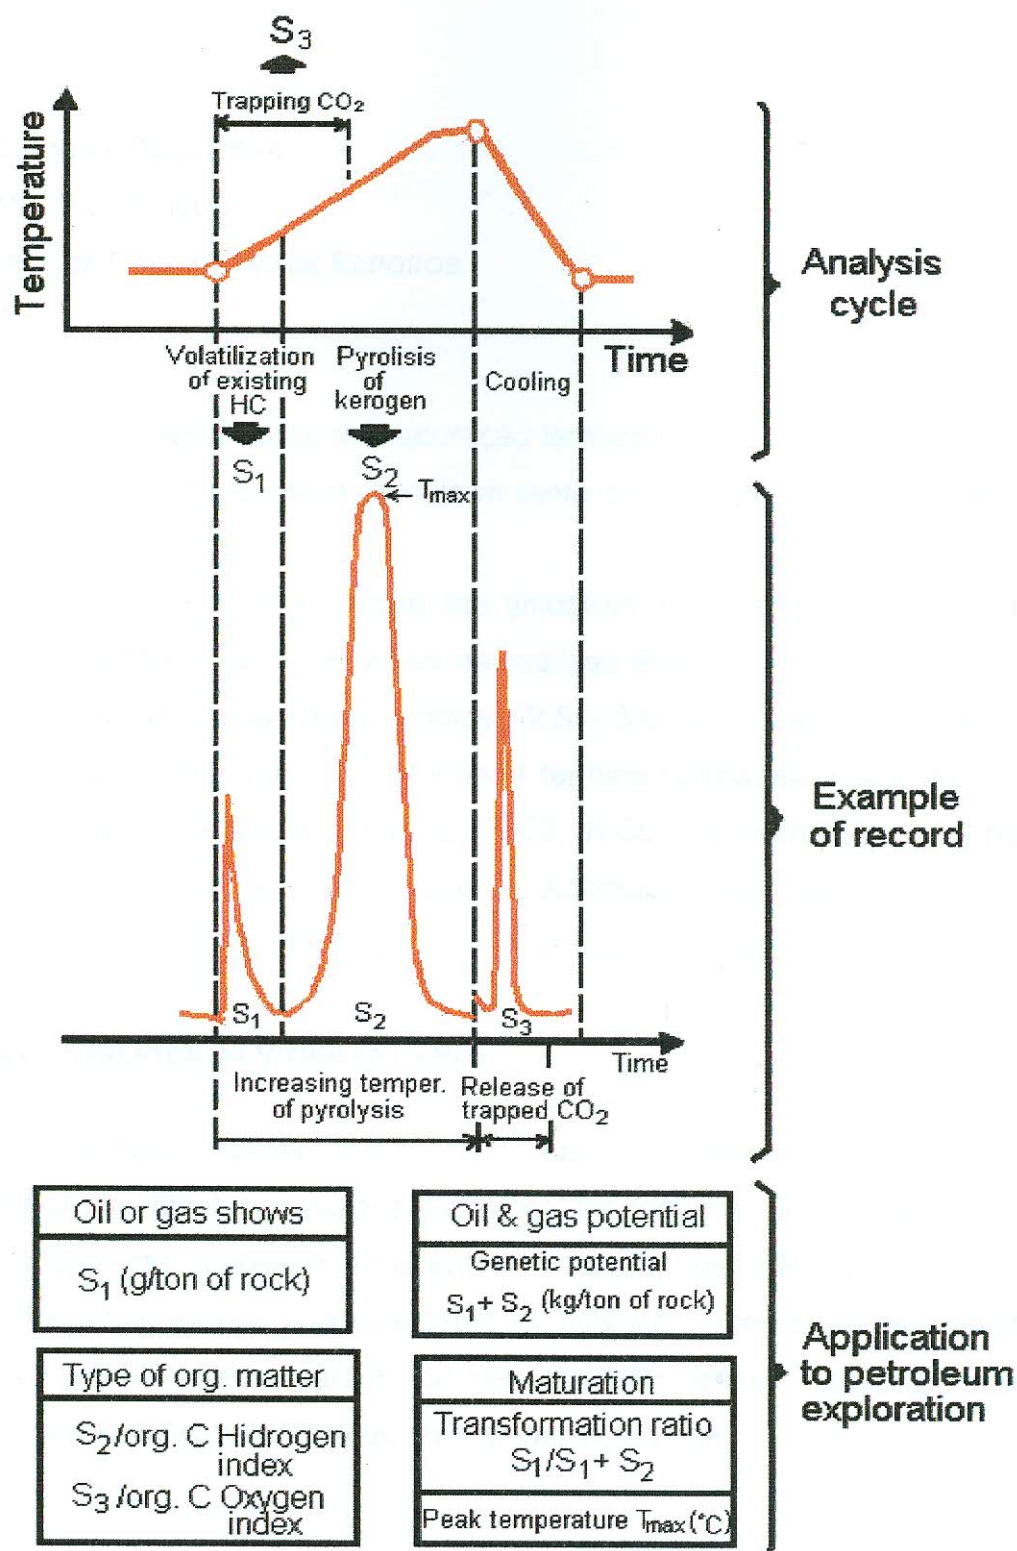 S3
Trapping CO2
Temperature
Time
Analysis
cycle
Volatilization
of existing
HC
Pyrolisis
of
kerogen
Cooling
S1
S2
Tmax
Example
of record
S1
S2
S3
Time
Increasing temper.
of pyrolysis
Release of
trapped CO2
Oil or gas shows
S1 (g/ton of rock)
Oil & gas potential
Genetic potential
S1+ S2 (kg/ton of rock)
Type of org. matter
S2/org. C Hidrogen
index
S3/org. C Oxygen
index
Maturation
Transformation ratio
S1/S1+ S2
Peak temperature Tmax(°C)
Application
to petroleum
exploration